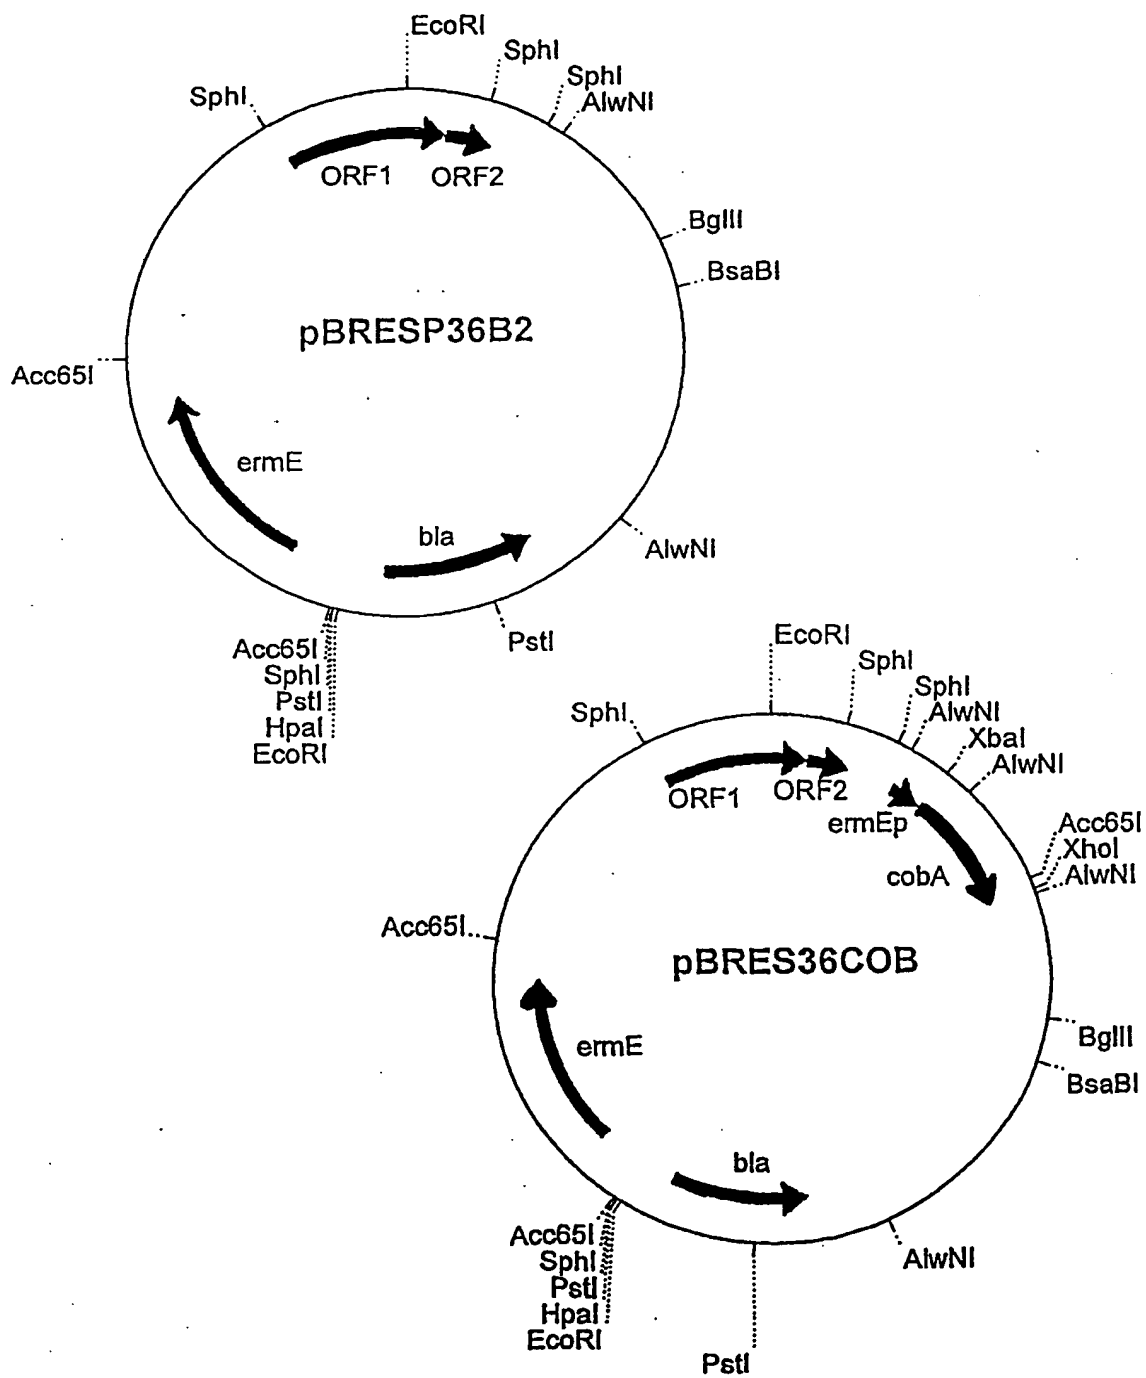 EcoRI
SphI
SphI
SphI
AlwNI
ORF1
ORF2
BglII
BsaBI
pBRESP36B2
Acc65I
ermE
bla
AlwNI
Acc65I
SphI
PstI
HpaI
EcoRI
PstI
EcoRI
SphI
SphI
SphI
AlwNI
XbaI
AlwNI
ORF1
ORF2
ermEp
cobA
Acc65I
XhoI
AlwNI
Acc65I
pBRES36COB
BglII
BsaBI
ermE
bla
Acc65I
SphI
PstI
HpaI
EcoRI
AlwNI
PstI